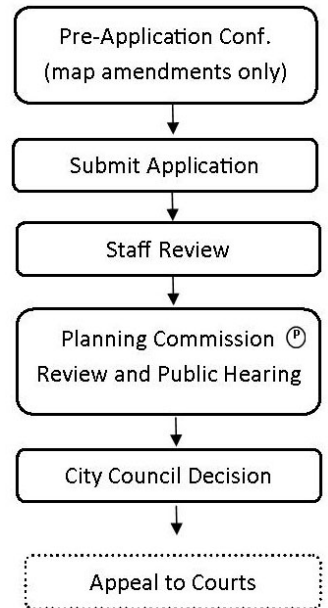 Pre-Application Conf.
(map amendments only)
Submit Application
Staff Review
Planning Commission Ⓟ
Review and Public Hearing
City Council Decision
Appeal to Courts